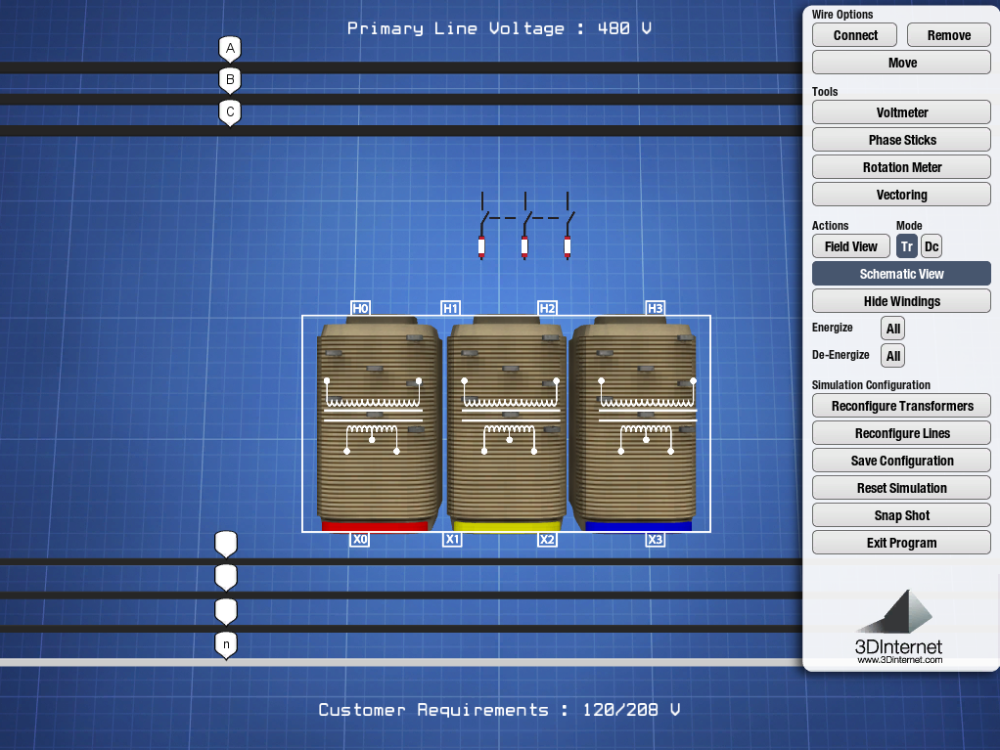 Primary Line Voltage : 480 V
A
B
C
H0 H1 H2 H3
X0 X1 X2 X3
n
Customer Requirements : 120/208 V
Wire Options
Connect Remove
Move
Tools
Voltmeter
Phase Sticks
Rotation Meter
Vectoring
Actions Mode
Field View Tr Dc
Schematic View
Hide Windings
Energize All
De-Energize All
Simulation Configuration
Reconfigure Transformers
Reconfigure Lines
Save Configuration
Reset Simulation
Snap Shot
Exit Program
3DInternet
www.3Dinternet.com